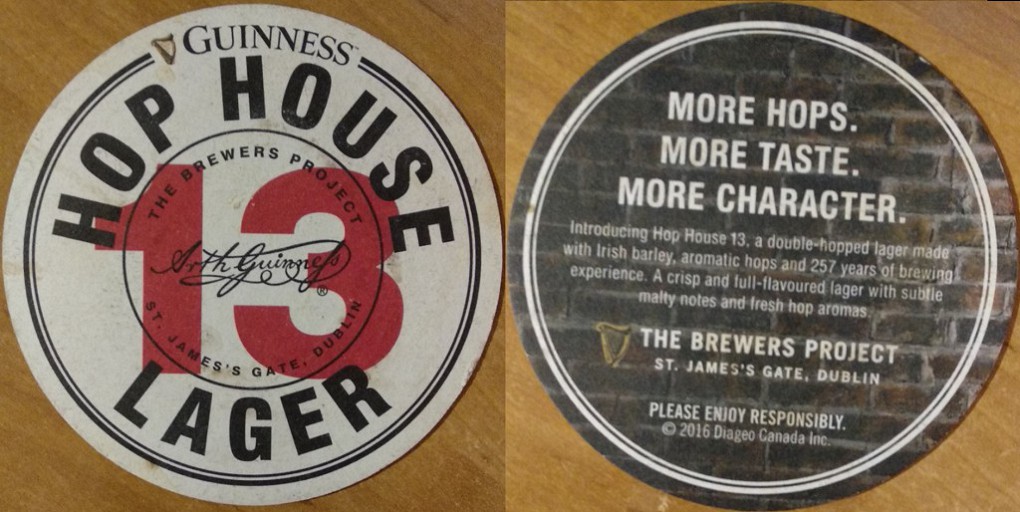 GUINNESS
HOP HOUSE
13
THE BREWERS PROJECT
Arth Guinness
®
ST. JAMES'S GATE, DUBLIN
LAGER
MORE HOPS.
MORE TASTE.
MORE CHARACTER.
Introducing Hop House 13, a double-hopped lager made
with Irish barley, aromatic hops and 257 years of brewing
experience. A crisp and full-flavoured lager with subtle
malty notes and fresh hop aromas.
THE BREWERS PROJECT
ST. JAMES'S GATE, DUBLIN
PLEASE ENJOY RESPONSIBLY.
© 2016 Diageo Canada Inc.